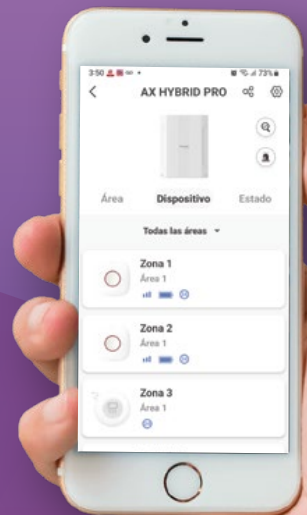 3:50 73%
AX HYBRID PRO
Área Dispositivo Estado
Todas las áreas
Zona 1
Área 1
Zona 2
Área 1
Zona 3
Área 1